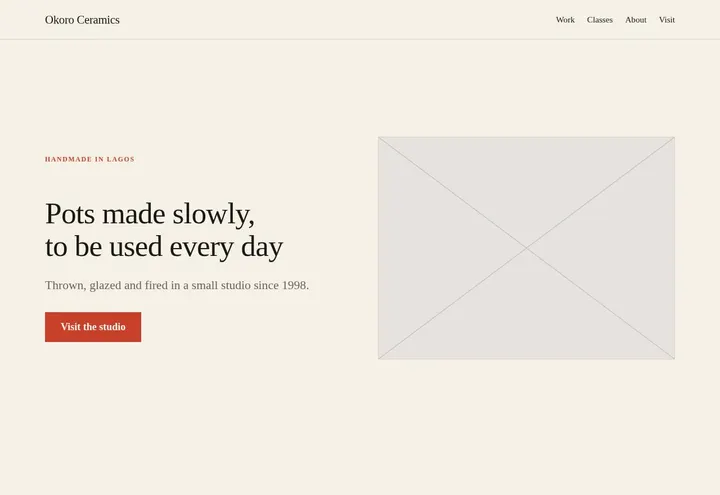 Okoro Ceramics
Work Classes About Visit
HANDMADE IN LAGOS
Pots made slowly,
to be used every day
Thrown, glazed and fired in a small studio since 1998.
Visit the studio